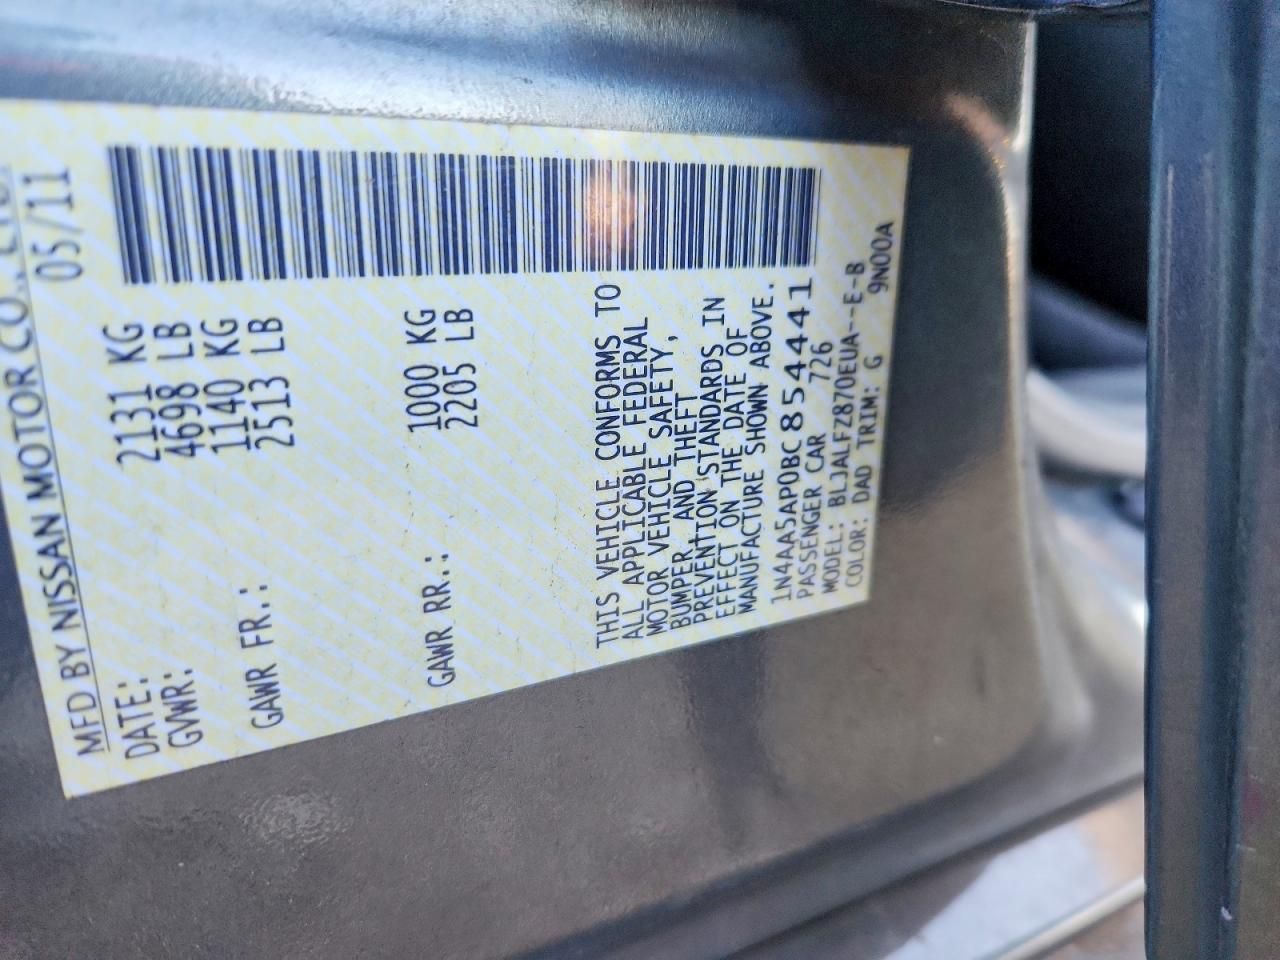 MFD BY NISSAN MOTOR CO., LTD.
DATE: 05/11
GVWR: 2131 KG
4698 LB
GAWR FR.: 1140 KG
2513 LB
GAWR RR.: 1000 KG
2205 LB
THIS VEHICLE CONFORMS TO
ALL APPLICABLE FEDERAL
MOTOR VEHICLE SAFETY,
BUMPER AND THEFT
PREVENTION STANDARDS IN
EFFECT ON THE DATE OF
MANUFACTURE SHOWN ABOVE.
1N4AA5AP0BC854441
PASSENGER CAR 726
MODEL: BLJALFZ870EUA--E-B
COLOR: DAD TRIM: G 9N00A